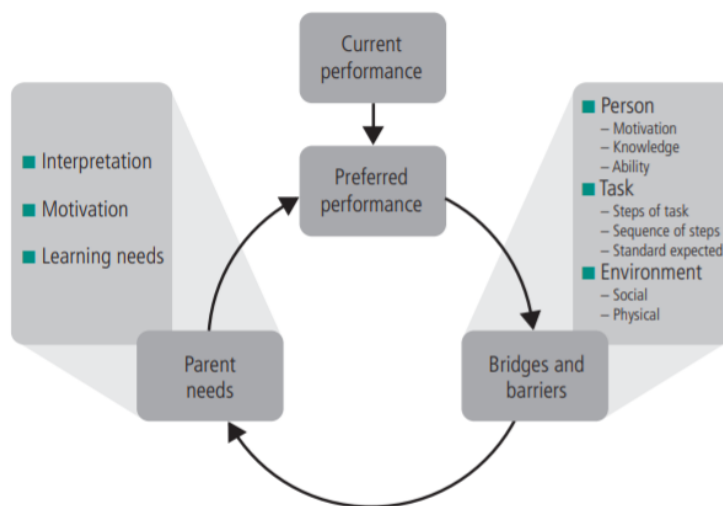 Current
performance
Preferred
performance
■ Interpretation
■ Motivation
■ Learning needs
■ Person
– Motivation
– Knowledge
– Ability
■ Task
– Steps of task
– Sequence of steps
– Standard expected
■ Environment
– Social
– Physical
Parent
needs
Bridges and
barriers